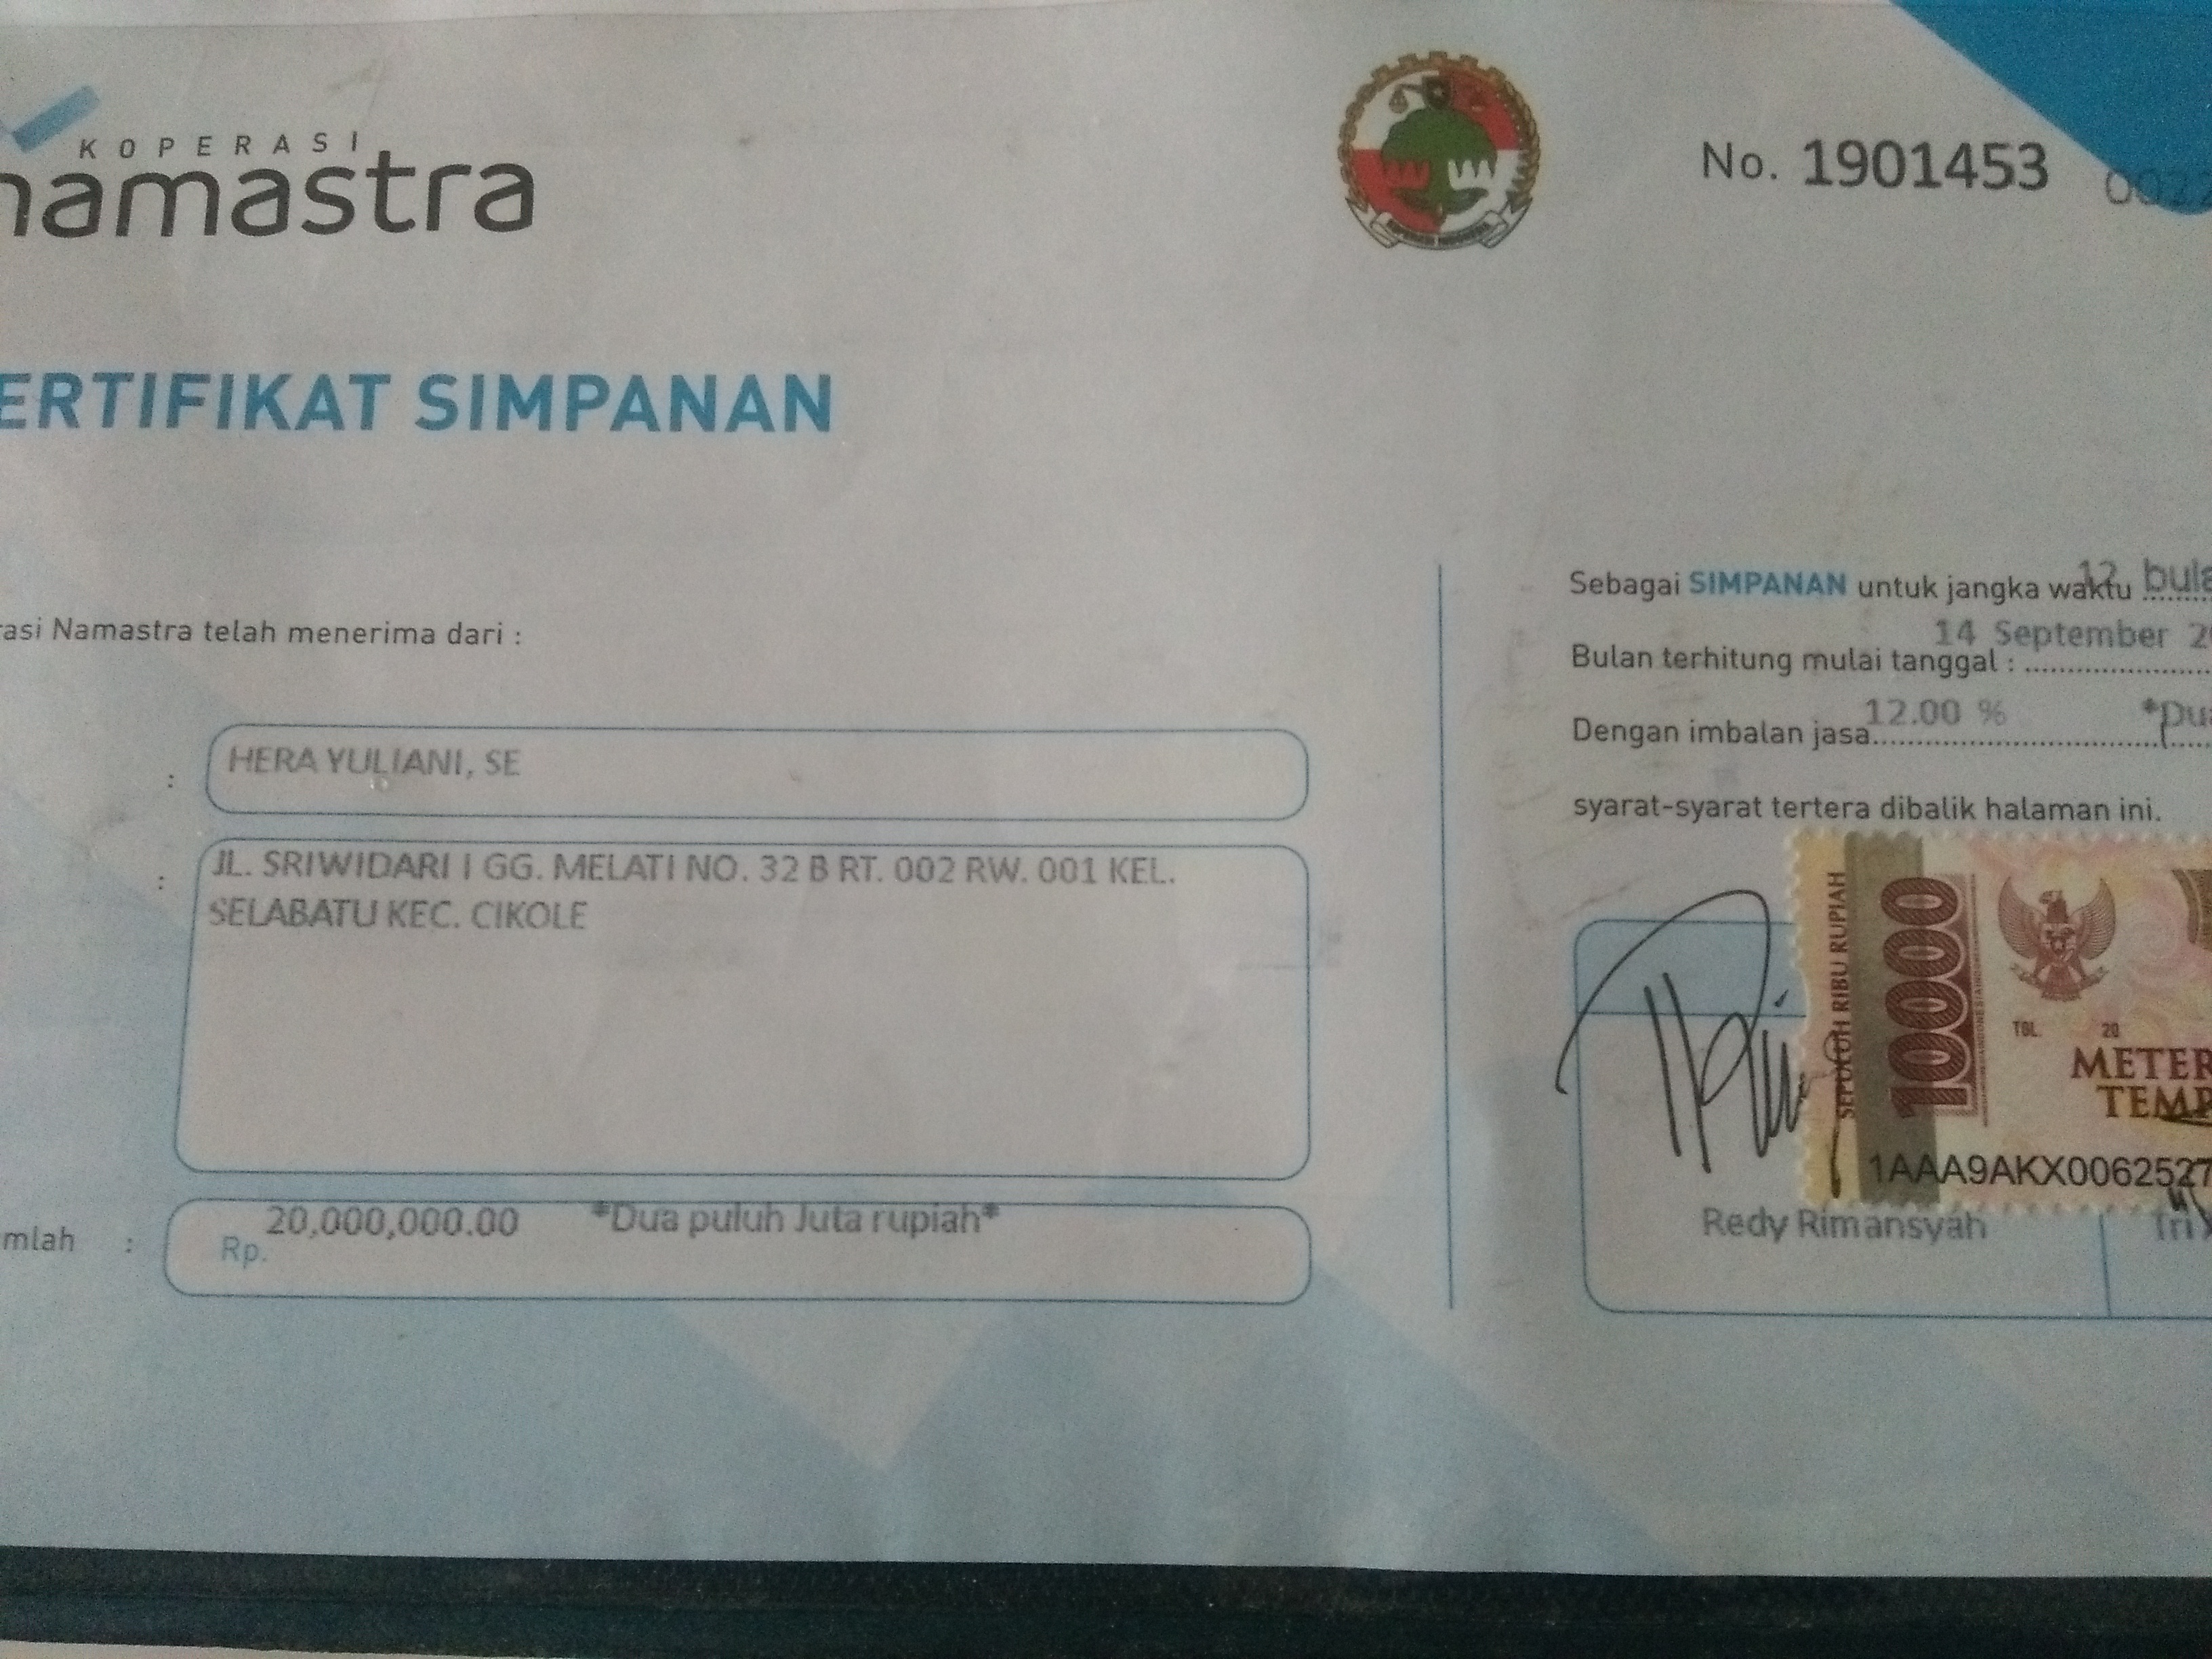 KOPERASI
namastra
No. 1901453
ERTIFIKAT SIMPANAN
asi Namastra telah menerima dari :
: HERA YULIANI, SE
: JL. SRIWIDARI I GG. MELATI NO. 32 B RT. 002 RW. 001 KEL.
SELABATU KEC. CIKOLE
mlah : Rp. 20,000,000.00 *Dua puluh Juta rupiah*
Sebagai SIMPANAN untuk jangka waktu 12 bula
Bulan terhitung mulai tanggal : 14 September 2
Dengan imbalan jasa 12.00 % *Dua
syarat-syarat tertera dibalik halaman ini.
SEPULUH RIBU RUPIAH
10000
TGL. 20
METER
TEMP
1AAA9AKX0062527
Redy Rimansyah
Tri